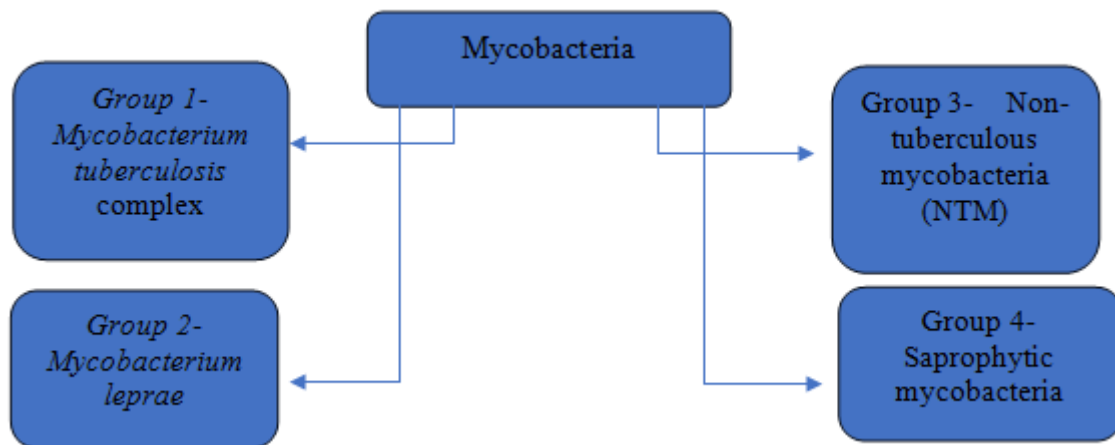 Mycobacteria
Group 1-
Mycobacterium
tuberculosis
complex
Group 2-
Mycobacterium
leprae
Group 3- Non-
tuberculous
mycobacteria
(NTM)
Group 4-
Saprophytic
mycobacteria